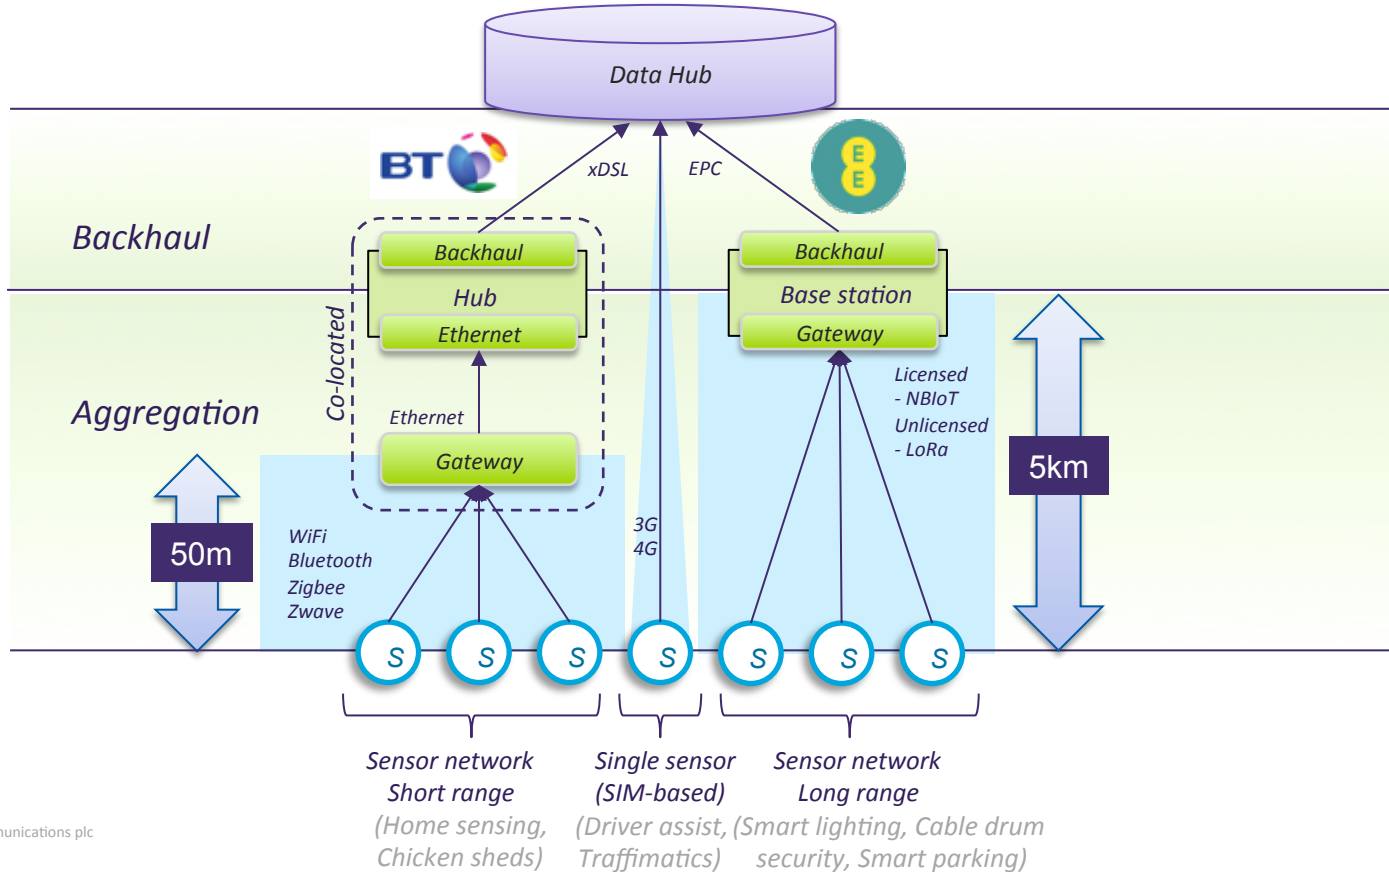 Data Hub
BT
xDSL
EPC
E
E
Backhaul
Backhaul
Hub
Ethernet
Backhaul
Base station
Gateway
Co-located
Aggregation
Ethernet
Gateway
Licensed
- NBIoT
Unlicensed
- LoRa
50m
5km
WiFi
Bluetooth
Zigbee
Zwave
3G
4G
S S S S S S S
Sensor network
Short range
(Home sensing,
Chicken sheds)
Single sensor
(SIM-based)
(Driver assist,
Traffimatics)
Sensor network
Long range
(Smart lighting, Cable drum
security, Smart parking)
plc